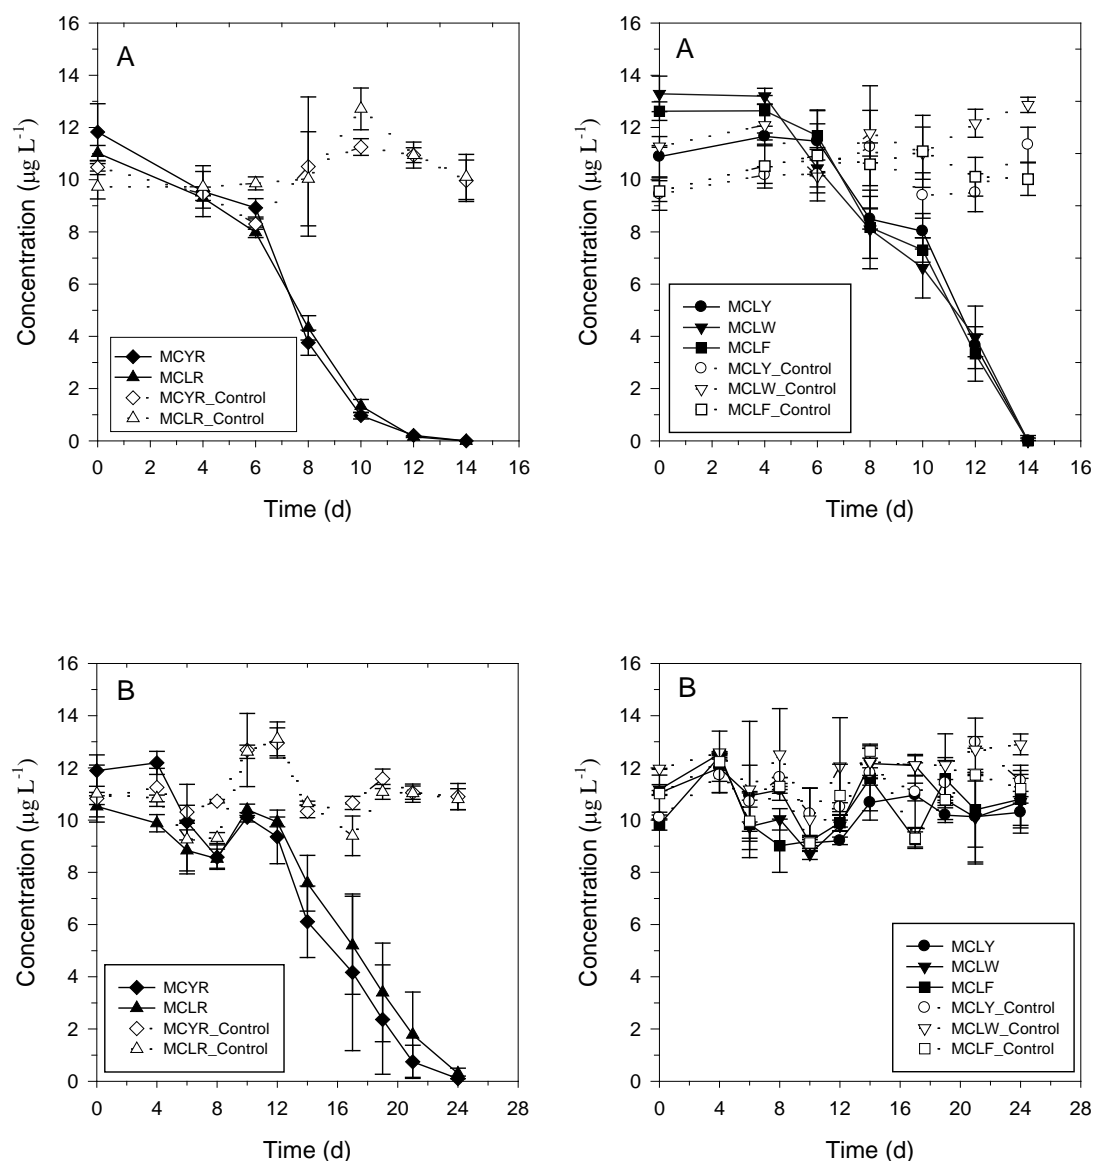 A
Concentration (µg L⁻¹)
16
14
12
10
8
6
4
2
0
MCYR
MCLR
MCYR_Control
MCLR_Control
0 2 4 6 8 10 12 14 16
Time (d)
A
Concentration (µg L⁻¹)
16
14
12
10
8
6
4
2
0
MCLY
MCLW
MCLF
MCLY_Control
MCLW_Control
MCLF_Control
0 2 4 6 8 10 12 14 16
Time (d)
B
Concentration (µg L⁻¹)
16
14
12
10
8
6
4
2
0
MCYR
MCLR
MCYR_Control
MCLR_Control
0 4 8 12 16 20 24 28
Time (d)
B
Concentration (µg L⁻¹)
16
14
12
10
8
6
4
2
0
MCLY
MCLW
MCLF
MCLY_Control
MCLW_Control
MCLF_Control
0 4 8 12 16 20 24 28
Time (d)